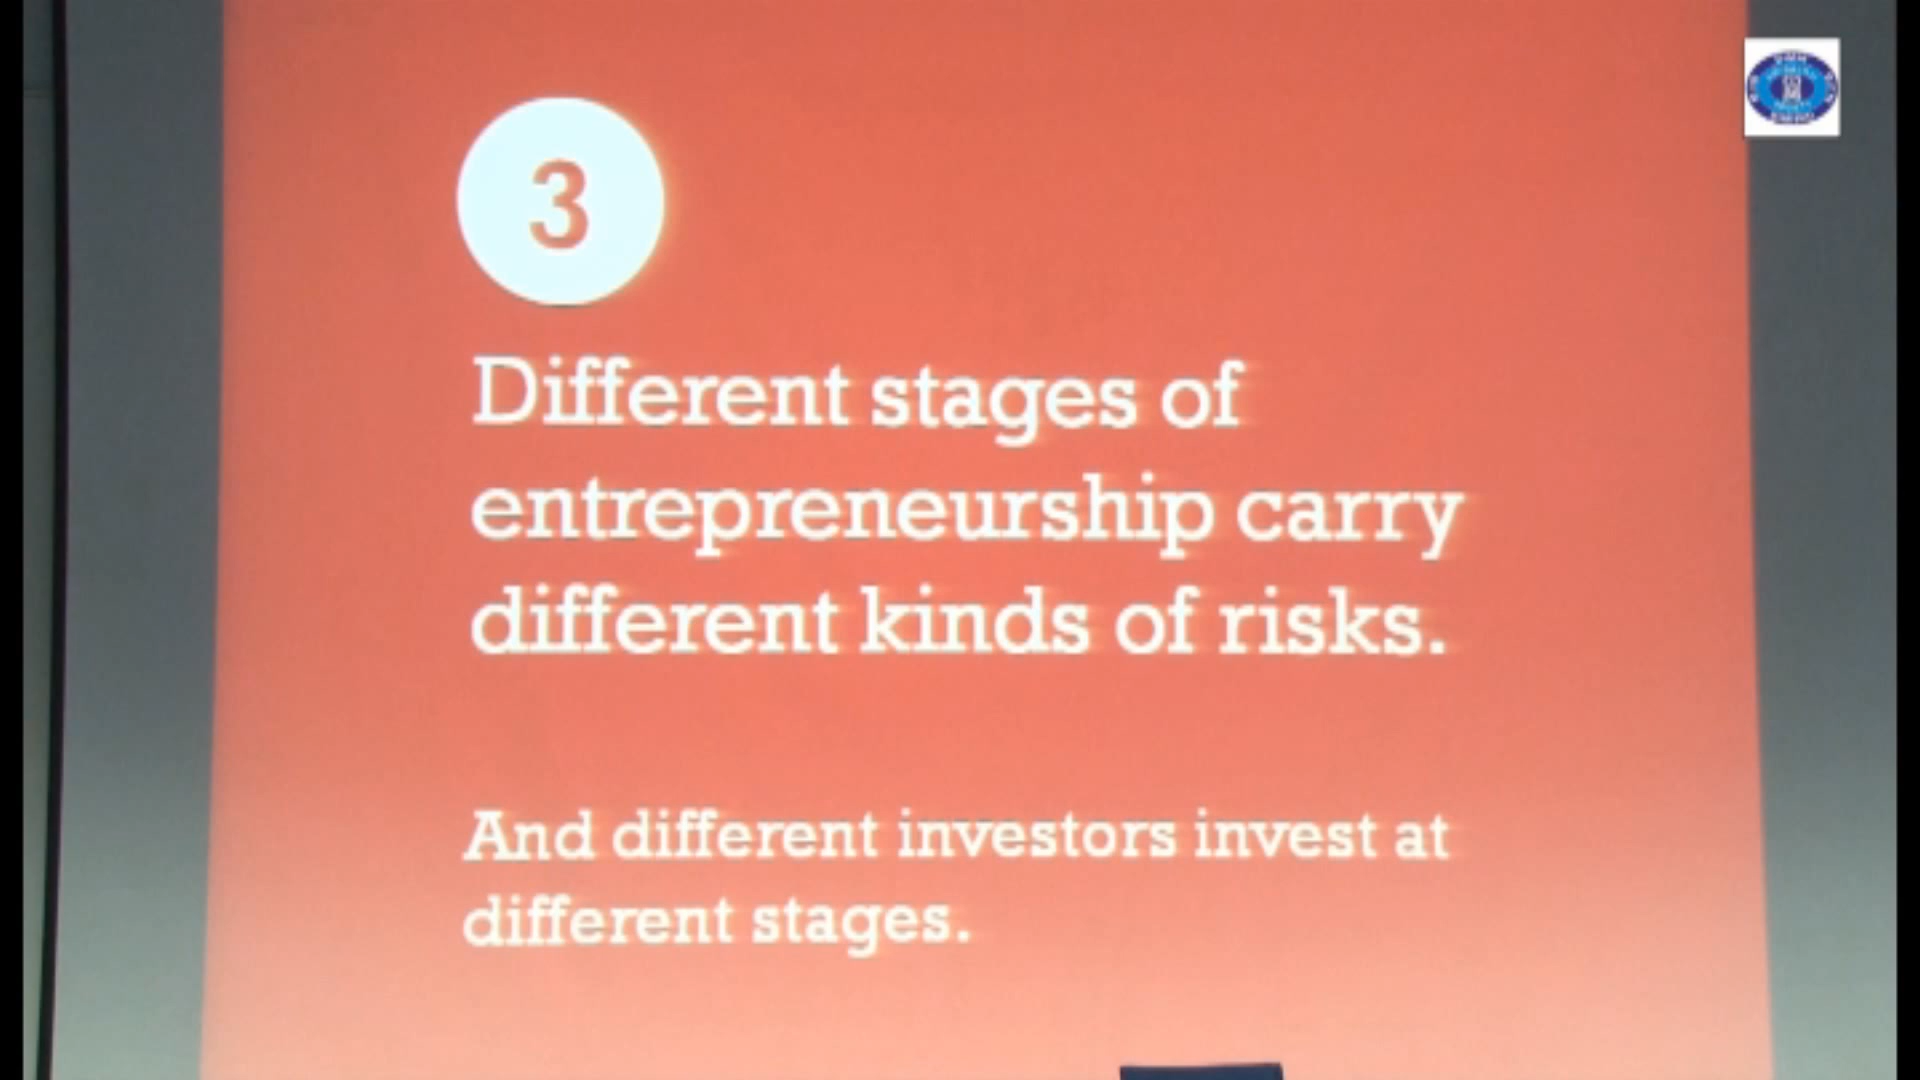 3
Different stages of
entrepreneurship carry
different kinds of risks.
And different investors invest at
different stages.